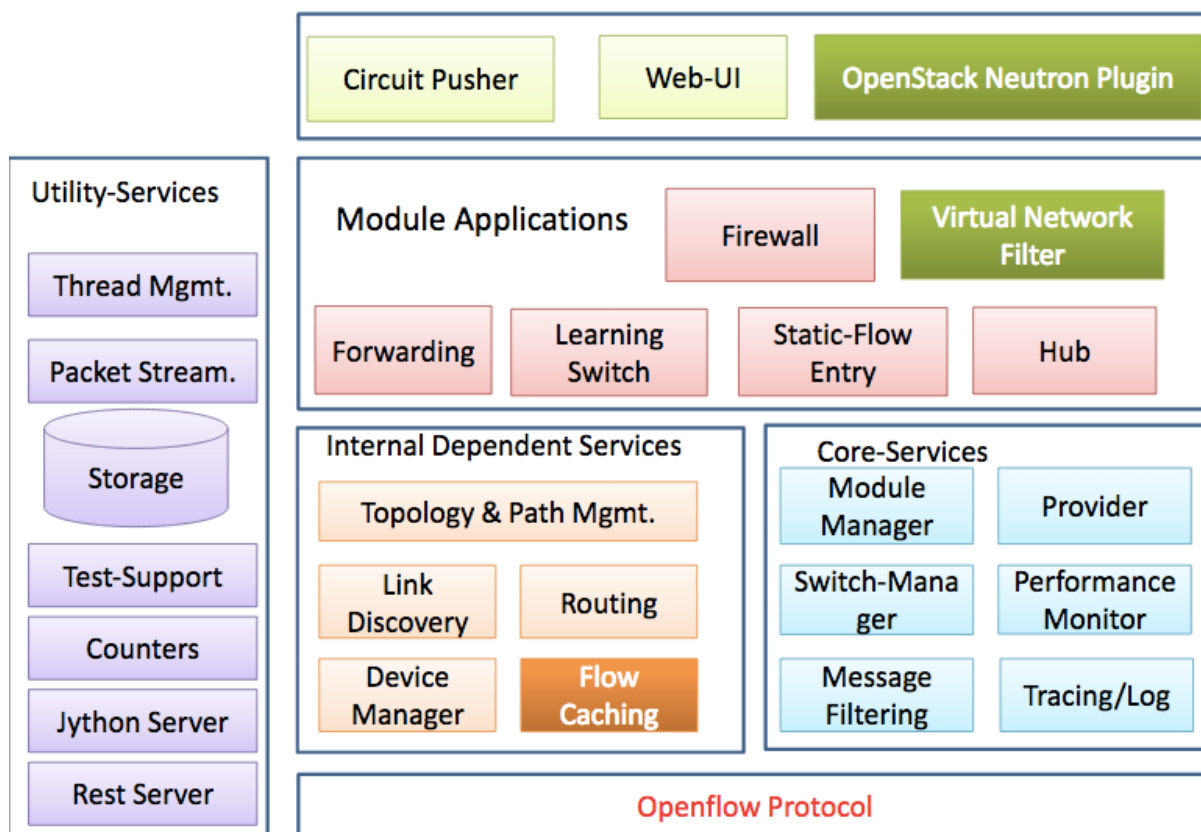 Circuit Pusher
Web-UI
OpenStack Neutron Plugin
Utility-Services
Thread Mgmt.
Packet Stream.
Storage
Test-Support
Counters
Jython Server
Rest Server
Module Applications
Firewall
Virtual Network
Filter
Forwarding
Learning
Switch
Static-Flow
Entry
Hub
Internal Dependent Services
Topology & Path Mgmt.
Link
Discovery
Routing
Device
Manager
Flow
Caching
Core-Services
Module
Manager
Provider
Switch-Mana
ger
Performance
Monitor
Message
Filtering
Tracing/Log
Openflow Protocol